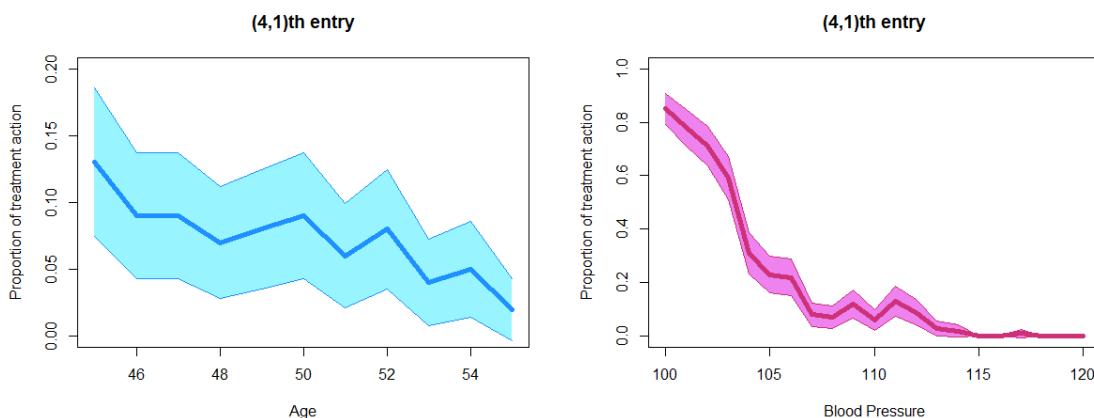 (4,1)th entry
Proportion of treatment action
0.20
0.15
0.10
0.05
0.00
46 48 50 52 54
Age
(4,1)th entry
Proportion of treatment action
1.0
0.8
0.6
0.4
0.2
0.0
100 105 110 115 120
Blood Pressure